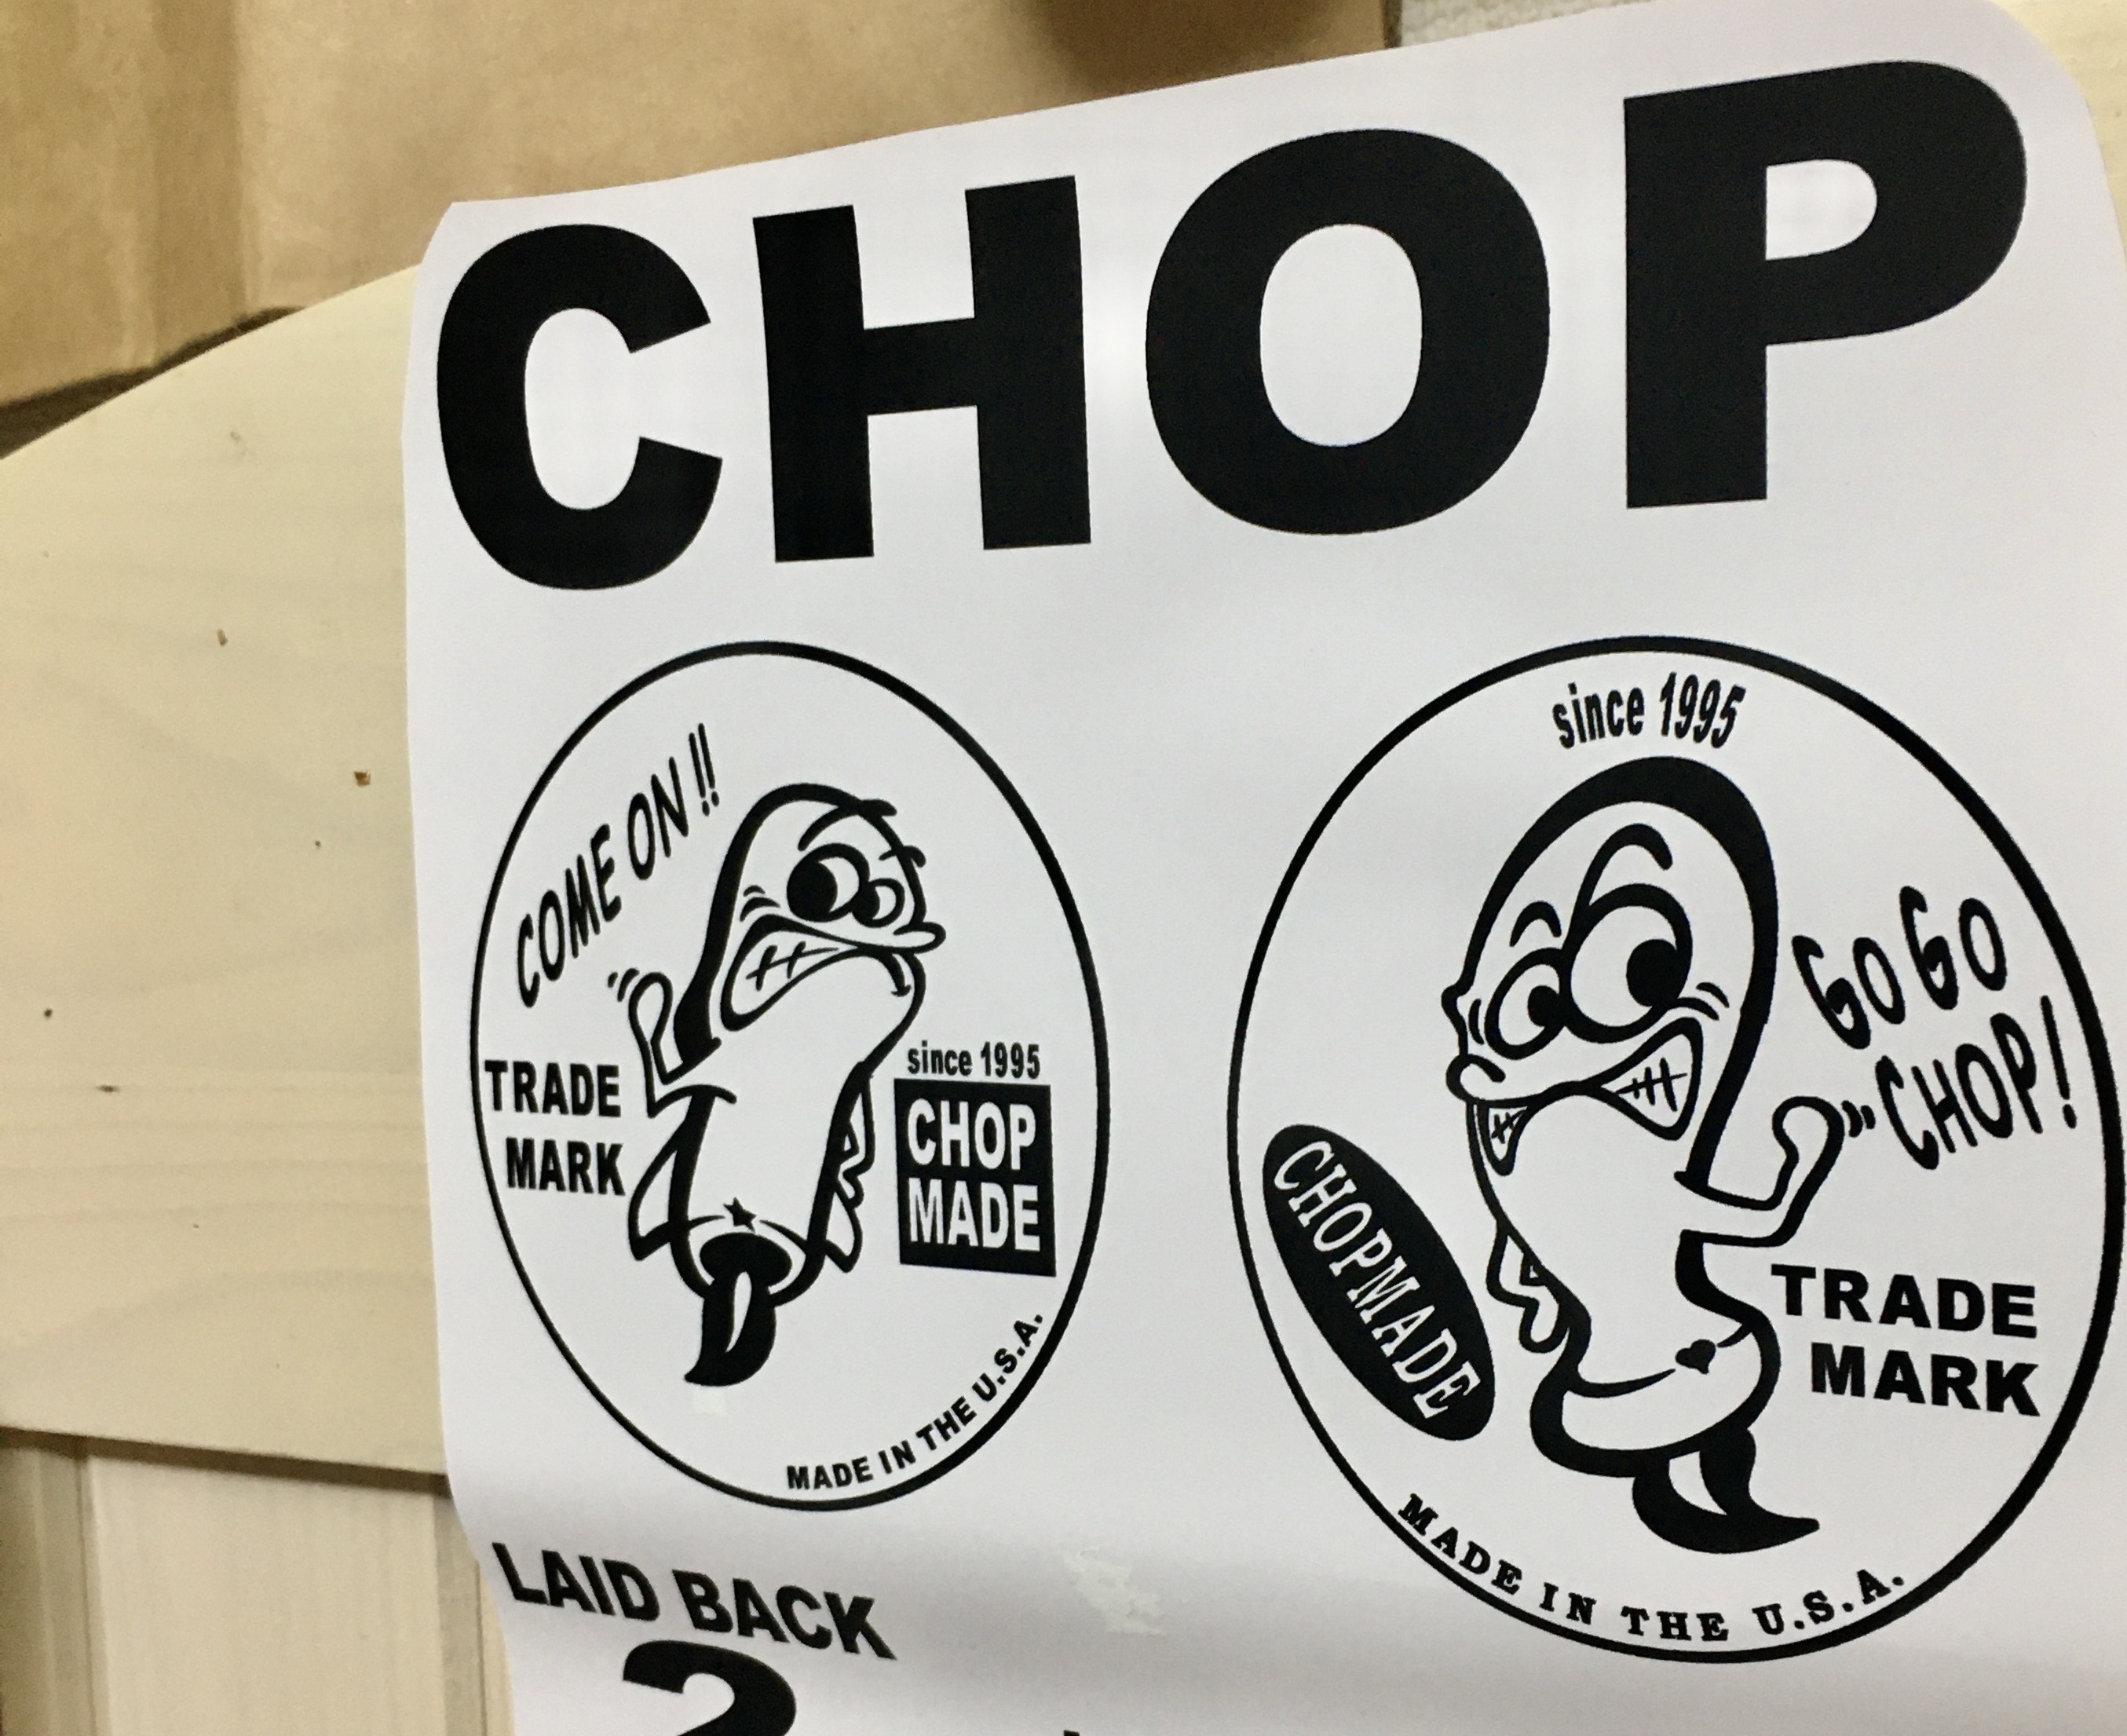 CHOP
COME ON!!
TRADE
MARK
since 1995
CHOP
MADE
MADE IN THE U.S.A.
since 1995
GO GO
CHOP!
CHOPMADE
TRADE
MARK
MADE IN THE U.S.A.
LAID BACK